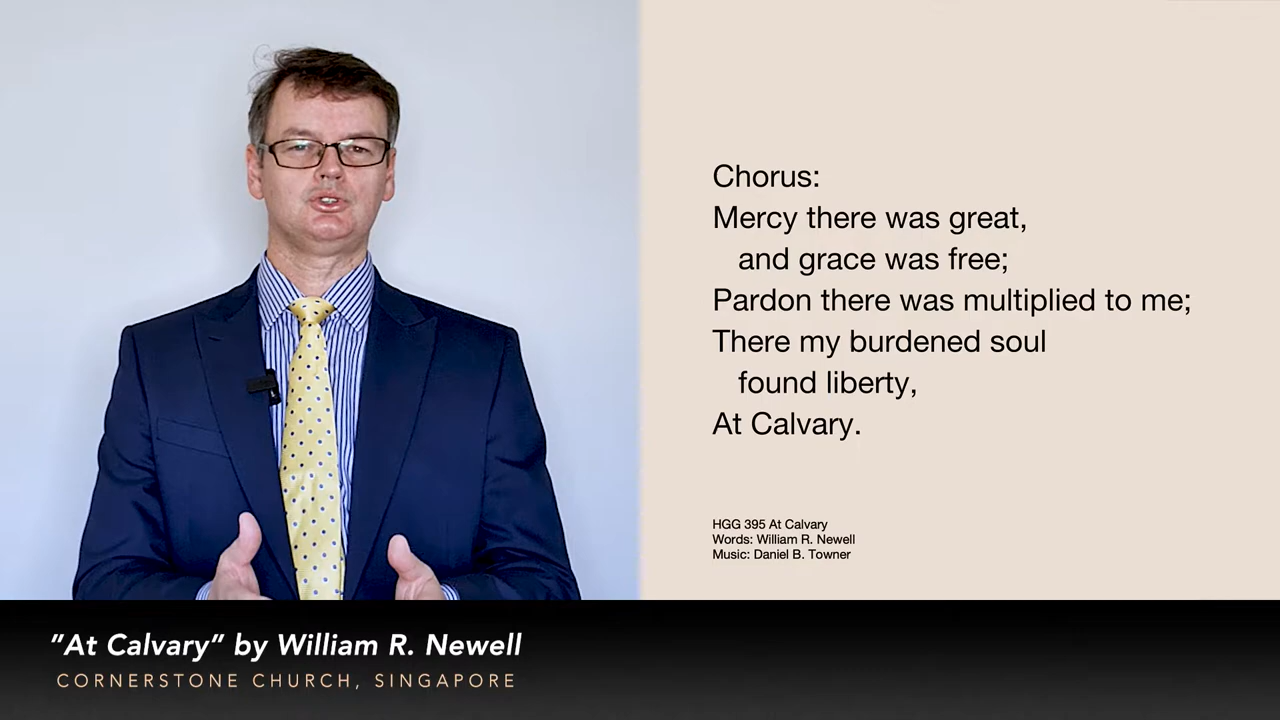 Chorus:
Mercy there was great,
and grace was free;
Pardon there was multiplied to me;
There my burdened soul
found liberty,
At Calvary.
HGG 395 At Calvary
Words: William R. Newell
Music: Daniel B. Towner
"At Calvary" by William R. Newell
CORNERSTONE CHURCH, SINGAPORE